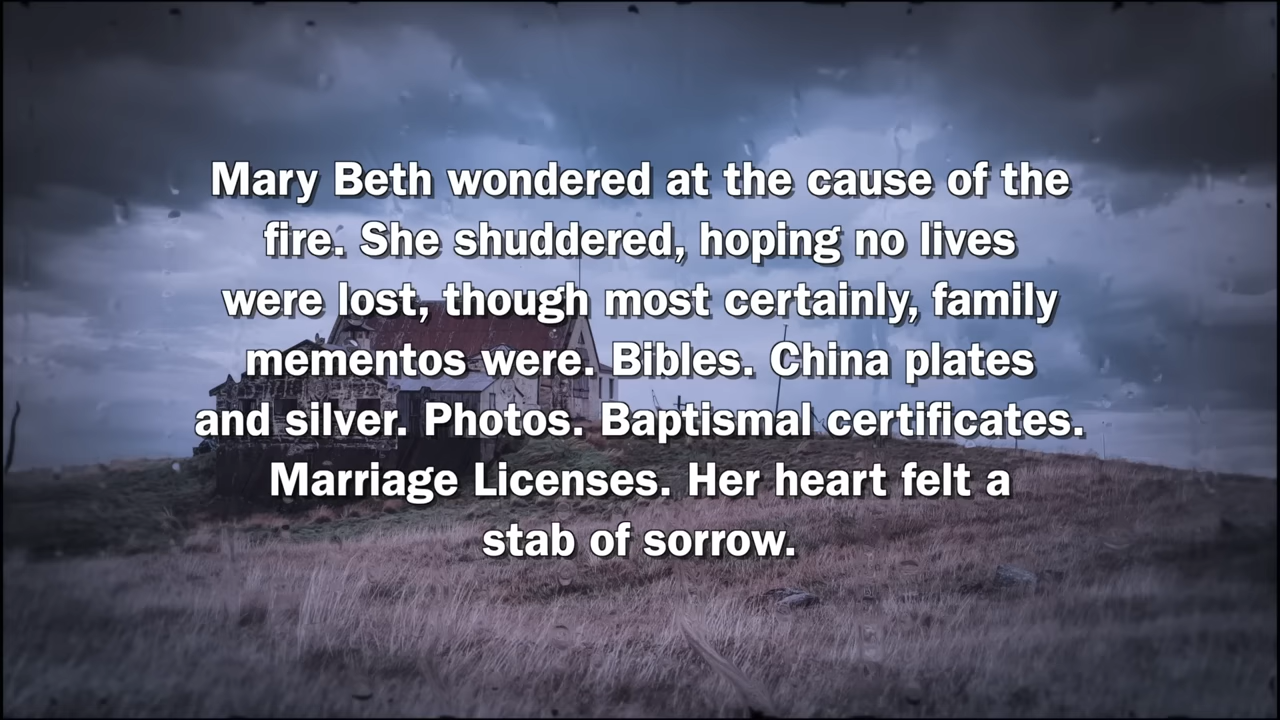 Mary Beth wondered at the cause of the
fire. She shuddered, hoping no lives
were lost, though most certainly, family
mementos were. Bibles. China plates
and silver. Photos. Baptismal certificates.
Marriage Licenses. Her heart felt a
stab of sorrow.